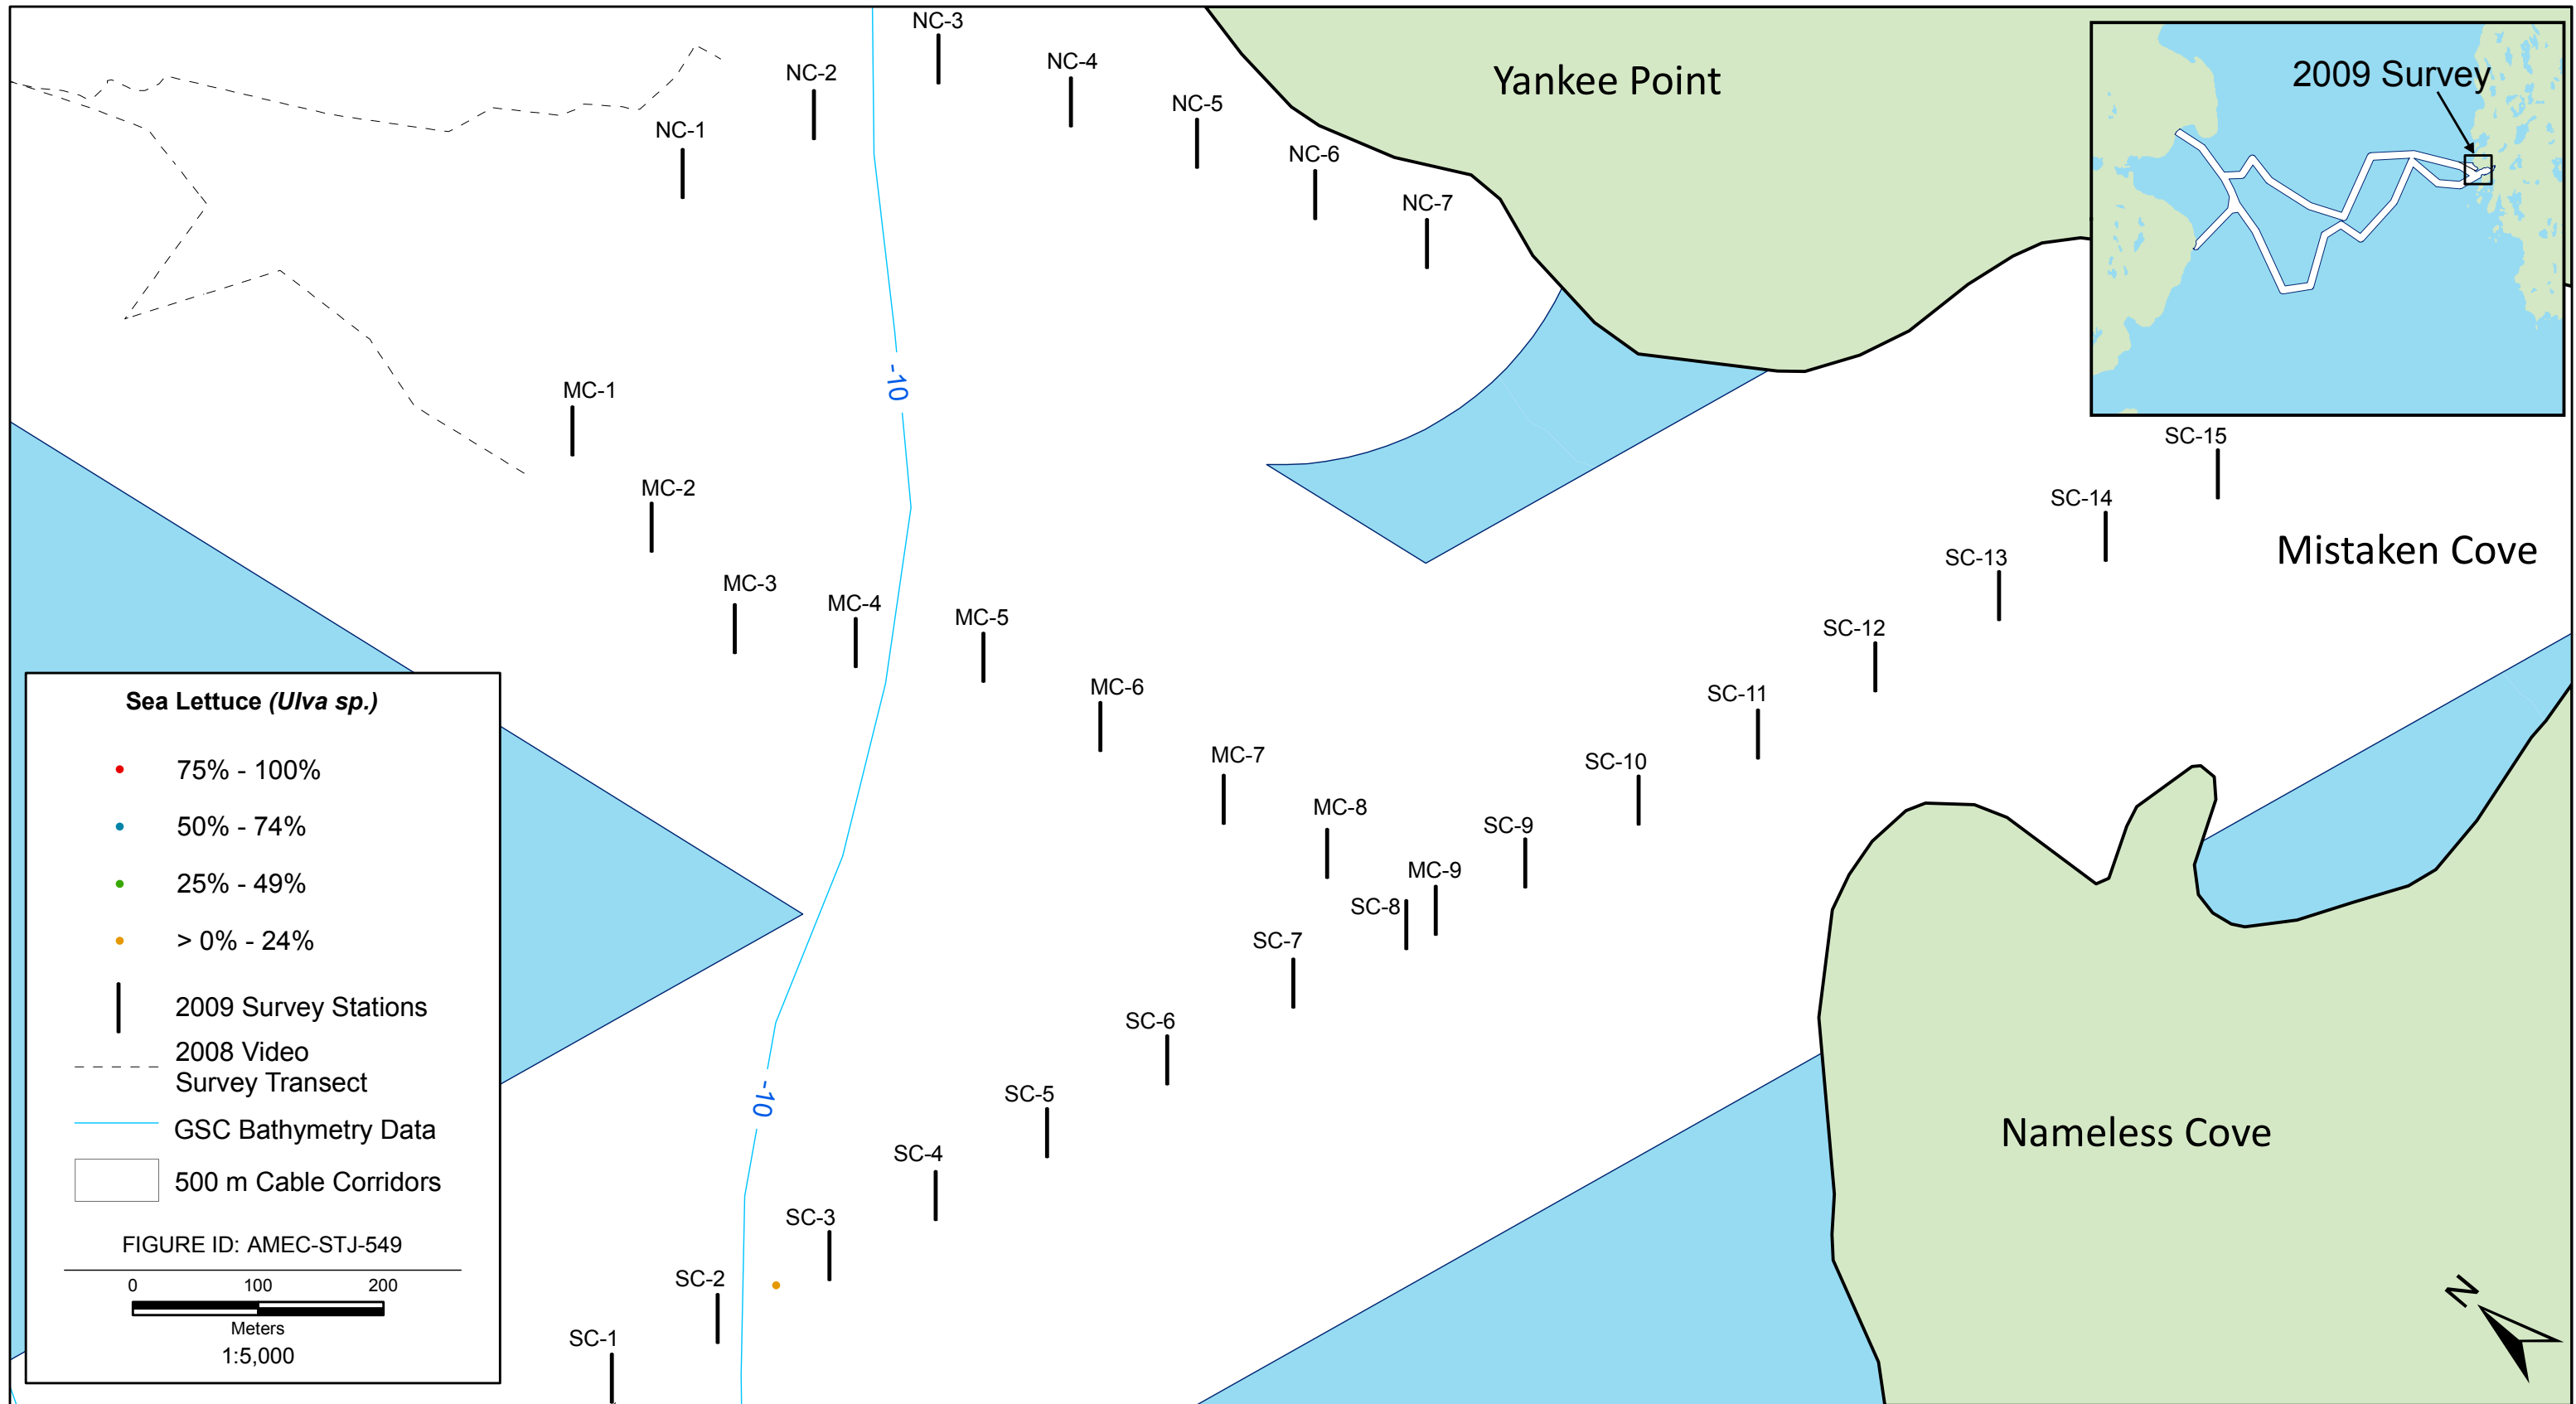 NC-3
NC-4
NC-2
NC-5
NC-1
NC-6
NC-7
Yankee Point
2009 Survey
-10
MC-1
MC-2
MC-3
MC-4
MC-5
MC-6
MC-7
MC-8
MC-9
SC-15
SC-14
SC-13
SC-12
SC-11
SC-10
SC-9
SC-8
SC-7
SC-6
SC-5
SC-4
SC-3
SC-2
SC-1
Mistaken Cove
Nameless Cove
-10
N
Sea Lettuce (Ulva sp.)
75% - 100%
50% - 74%
25% - 49%
> 0% - 24%
2009 Survey Stations
2008 Video
Survey Transect
GSC Bathymetry Data
500 m Cable Corridors
FIGURE ID: AMEC-STJ-549
0 100 200
Meters
1:5,000